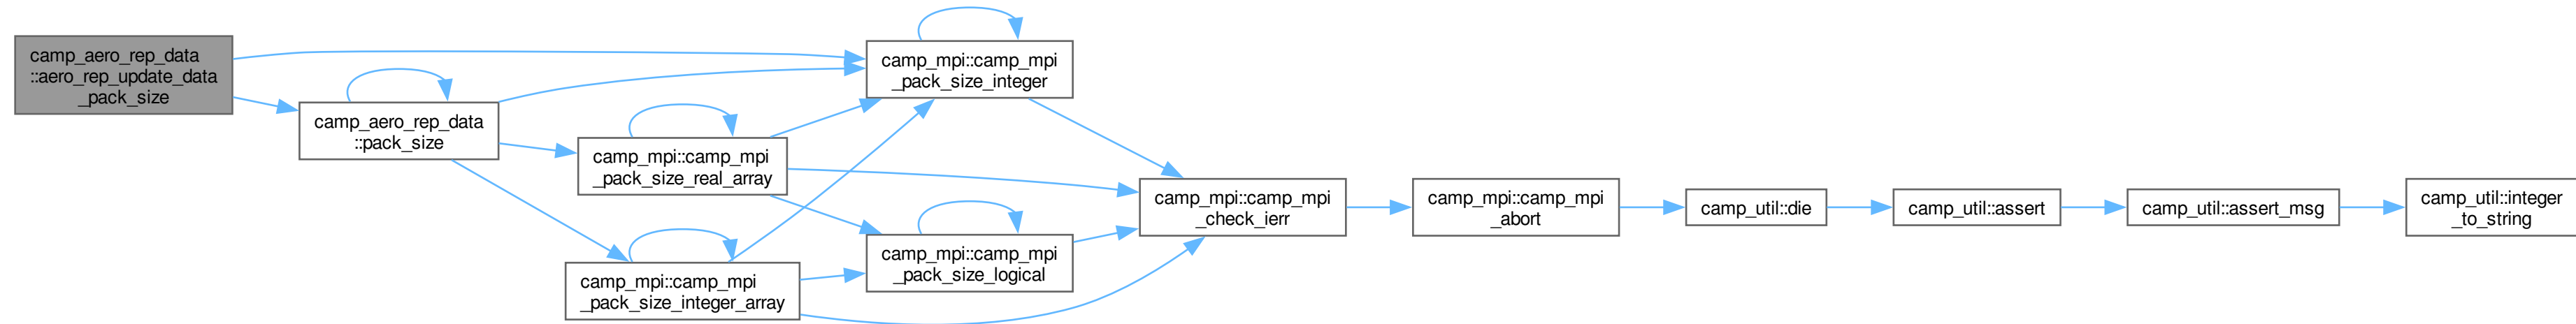 camp_aero_rep_data
::aero_rep_update_data
_pack_size
camp_aero_rep_data
::pack_size
camp_mpi::camp_mpi
_pack_size_integer
camp_mpi::camp_mpi
_pack_size_real_array
camp_mpi::camp_mpi
_pack_size_logical
camp_mpi::camp_mpi
_pack_size_integer_array
camp_mpi::camp_mpi
_check_ierr
camp_mpi::camp_mpi
_abort
camp_util::die
camp_util::assert
camp_util::assert_msg
camp_util::integer
_to_string